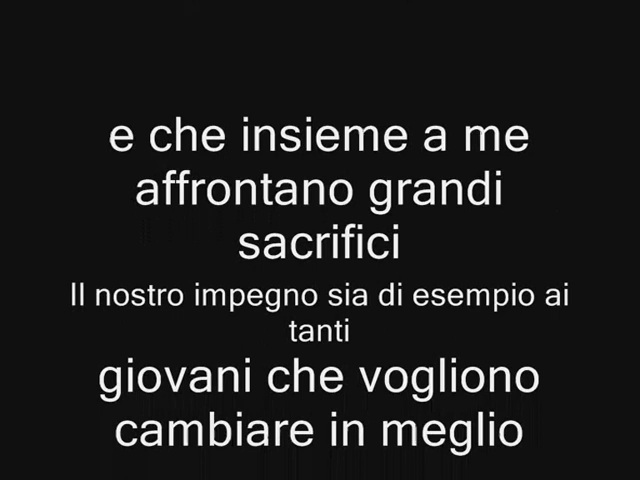 e che insieme a me
affrontano grandi
sacrifici
Il nostro impegno sia di esempio ai
tanti
giovani che vogliono
cambiare in meglio